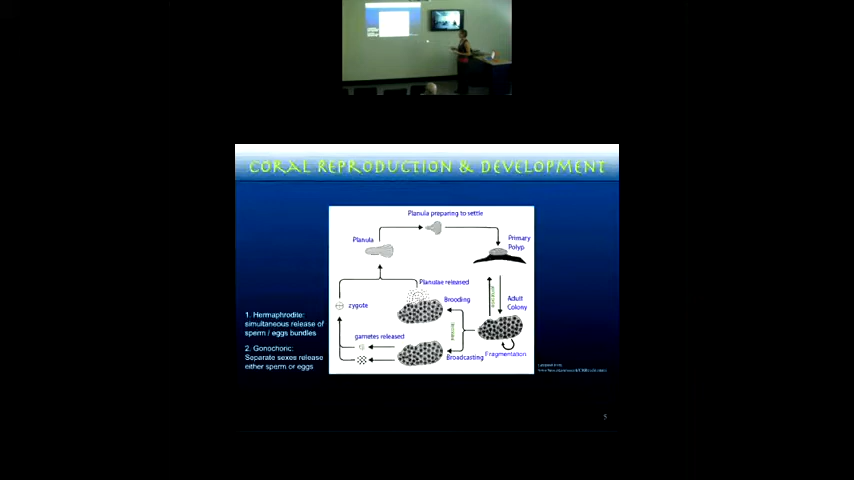 CORAL REPRODUCTION & DEVELOPMENT
Planula preparing to settle
Planula
Primary
Polyp
Planulae released
zygote
Brooding
Adult
Colony
1. Hermaphrodite:
simultaneous release of
sperm / eggs bundles
gametes released
2. Gonochoric:
Separate sexes release
either sperm or eggs
Broadcasting
Fragmentation
5